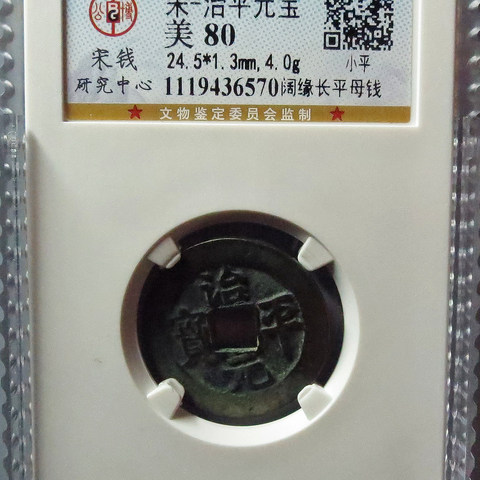 宋-治平元宝
美 80
24.5*1.3mm,4.0g
小平
宋钱
研究中心
1119436570阔缘长平母钱
★ 文物鉴定委员会监制 ★
治平元寳